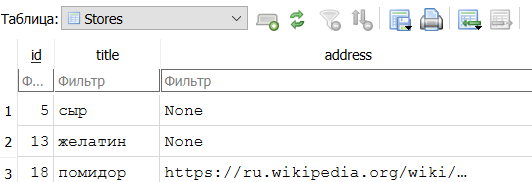 Таблица: Stores
id title address
Ф... Фильтр Фильтр
1 5 сыр None
2 13 желатин None
3 18 помидор https://ru.wikipedia.org/wiki/…